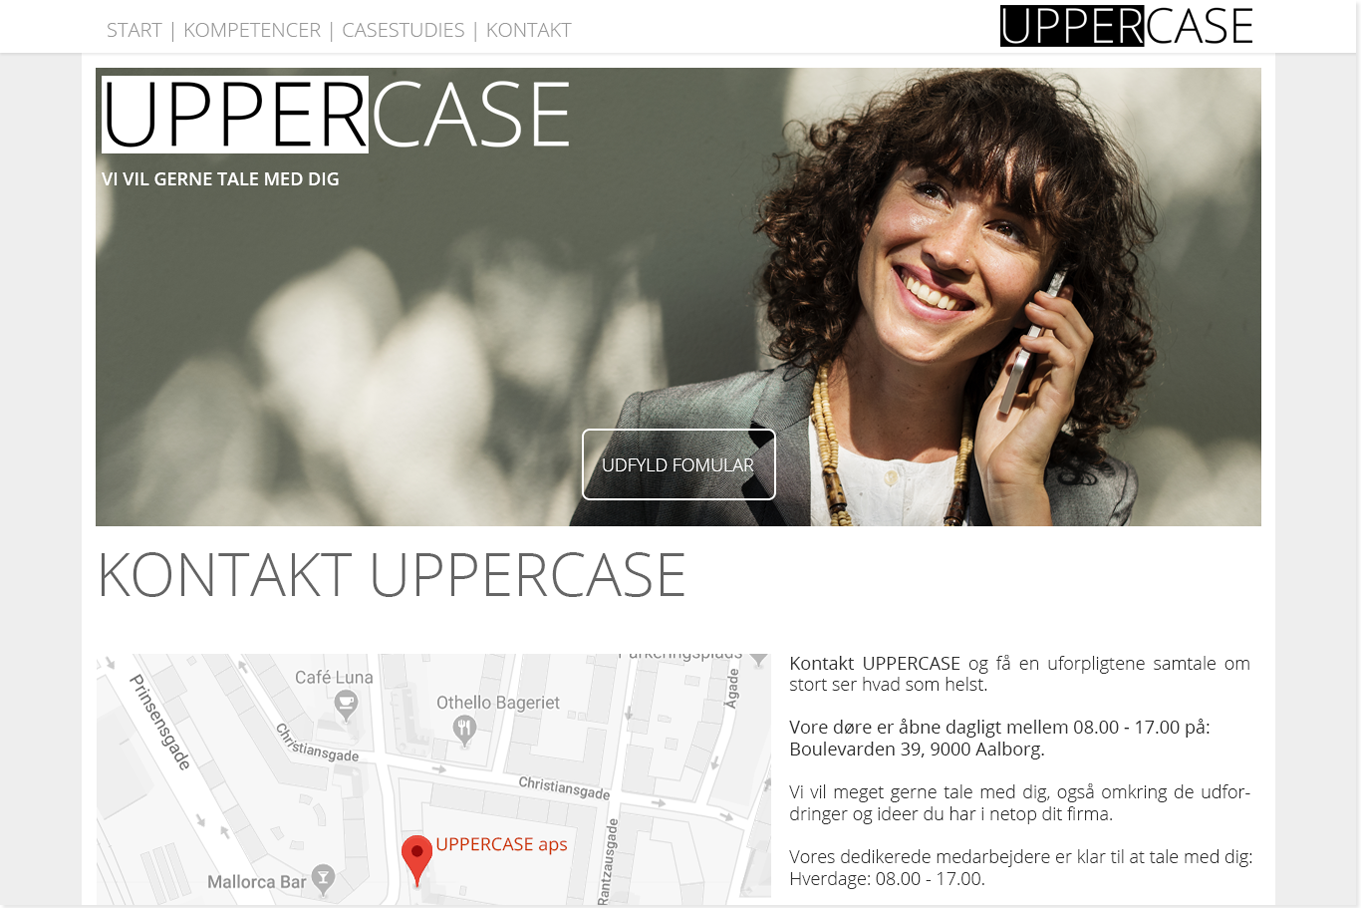 START | KOMPETENCER | CASESTUDIES | KONTAKT
UPPERCASE
UPPERCASE
VI VIL GERNE TALE MED DIG
UDFYLD FOMULAR
KONTAKT UPPERCASE
Parkeringsplads
Café Luna
Ågade
Othello Bageriet
Prinsensgade
Christiansgade
Christiansgade
UPPERCASE aps
Rantzausgade
Mallorca Bar
Kontakt UPPERCASE og få en uforpligtene samtale om
stort ser hvad som helst.
Vore døre er åbne dagligt mellem 08.00 - 17.00 på:
Boulevarden 39, 9000 Aalborg.
Vi vil meget gerne tale med dig, også omkring de udfor-
dringer og ideer du har i netop dit firma.
Vores dedikerede medarbejdere er klar til at tale med dig:
Hverdage: 08.00 - 17.00.